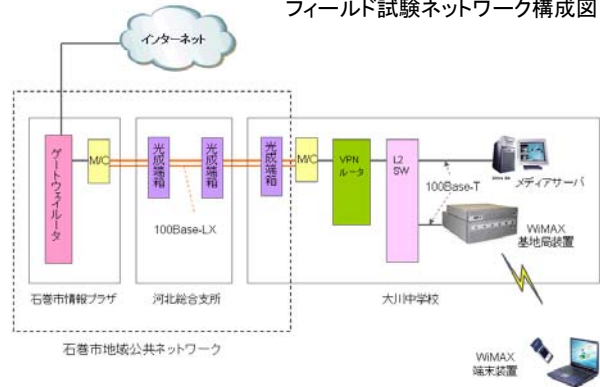 フィールド試験ネットワーク構成図
インターネット
ゲートウェイルータ
M/C
光成端箱
光成端箱
光成端箱
M/C
VPN
ルータ
L2
SW
メディアサーバ
100Base-T
100Base-LX
WiMAX
基地局装置
石巻市情報プラザ
河北総合支所
大川中学校
石巻市地域公共ネットワーク
WiMAX
端末装置